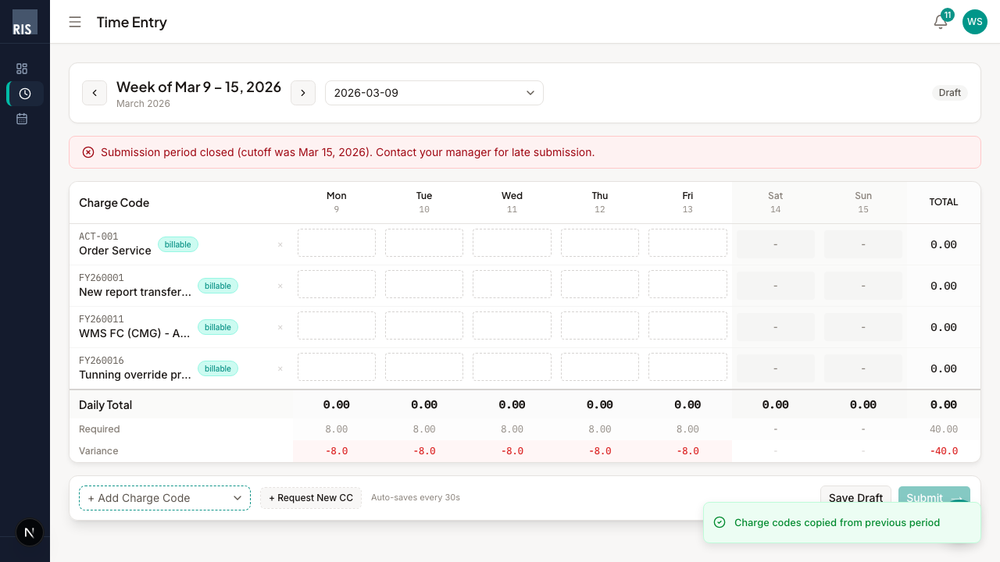 RIS
Time Entry
11
WS
Week of Mar 9 – 15, 2026
March 2026
2026-03-09
Draft
Submission period closed (cutoff was Mar 15, 2026). Contact your manager for late submission.
Charge Code Mon Tue Wed Thu Fri Sat Sun TOTAL
9 10 11 12 13 14 15
ACT-001
Order Service billable × - - 0.00
FY260001
New report transfer... billable × - - 0.00
FY260011
WMS FC (CMG) - A... billable × - - 0.00
FY260016
Tunning override pr... billable × - - 0.00
Daily Total 0.00 0.00 0.00 0.00 0.00 0.00 0.00 0.00
Required 8.00 8.00 8.00 8.00 8.00 - - 40.00
Variance -8.0 -8.0 -8.0 -8.0 -8.0 - - -40.0
+ Add Charge Code + Request New CC Auto-saves every 30s Save Draft Submit →
Charge codes copied from previous period
N